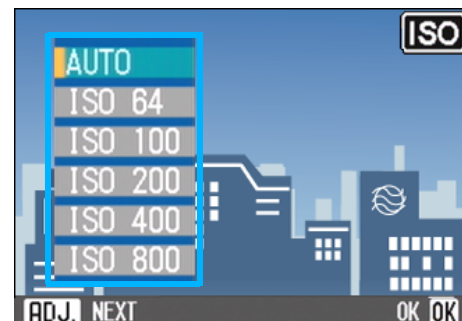 ISO
AUTO
ISO 64
ISO 100
ISO 200
ISO 400
ISO 800
ADJ. NEXT OK OK